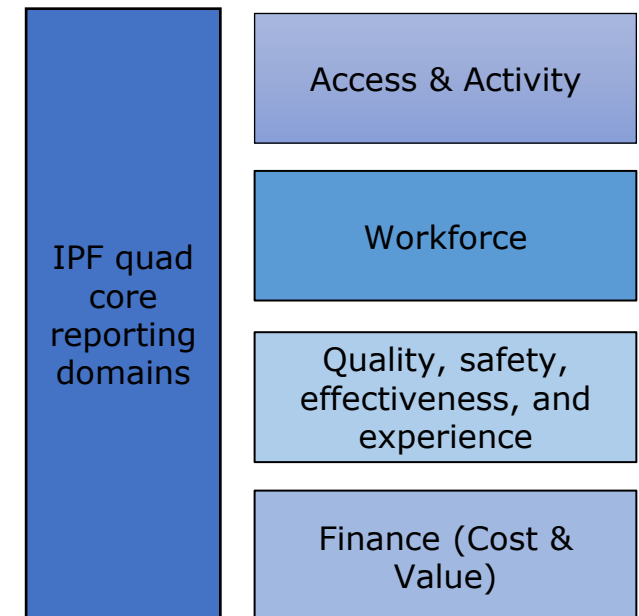 IPF quad
core
reporting
domains
Access & Activity
Workforce
Quality, safety,
effectiveness, and
experience
Finance (Cost &
Value)